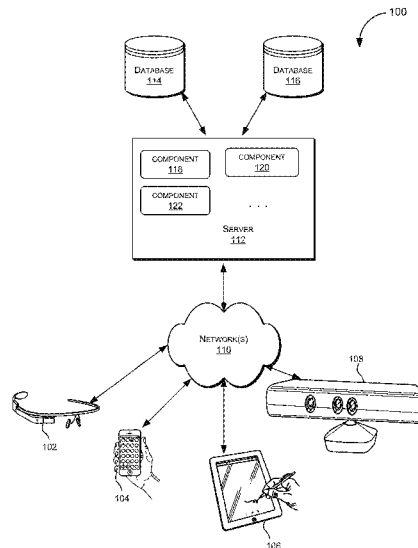 100
DATABASE
114
DATABASE
116
COMPONENT
118
COMPONENT
120
COMPONENT
122
. . .
SERVER
112
NETWORK(S)
110
108
102
104
106